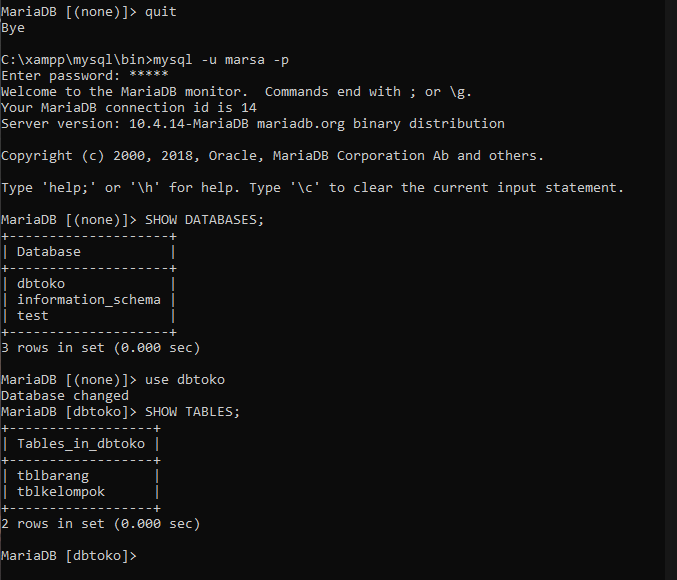 MariaDB [(none)]> quit
Bye
C:\xampp\mysql\bin>mysql -u marsa -p
Enter password: *****
Welcome to the MariaDB monitor.  Commands end with ; or \g.
Your MariaDB connection id is 14
Server version: 10.4.14-MariaDB mariadb.org binary distribution
Copyright (c) 2000, 2018, Oracle, MariaDB Corporation Ab and others.
Type 'help;' or '\h' for help. Type '\c' to clear the current input statement.
MariaDB [(none)]> SHOW DATABASES;
+--------------------+
| Database           |
+--------------------+
| dbtoko             |
| information_schema |
| test               |
+--------------------+
3 rows in set (0.000 sec)
MariaDB [(none)]> use dbtoko
Database changed
MariaDB [dbtoko]> SHOW TABLES;
+------------------+
| Tables_in_dbtoko |
+------------------+
| tblbarang        |
| tblkelompok      |
+------------------+
2 rows in set (0.000 sec)
MariaDB [dbtoko]>